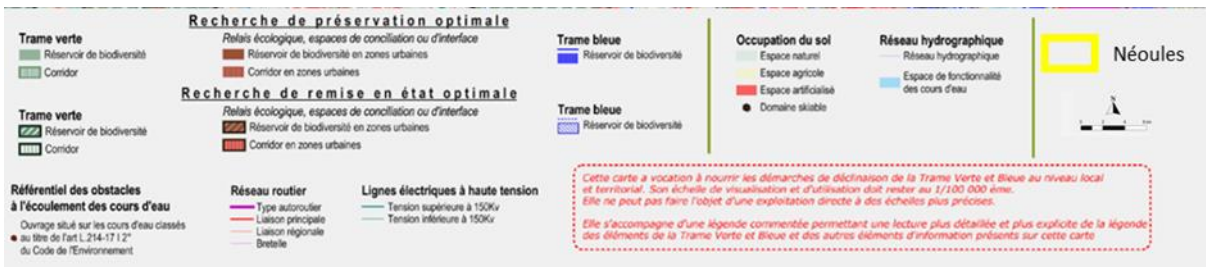 Recherche de préservation optimale
Trame verte
Réservoir de biodiversité
Corridor
Relais écologique, espaces de conciliation ou d'interface
Réservoir de biodiversité en zones urbaines
Corridor en zones urbaines
Trame bleue
Réservoir de biodiversité
Recherche de remise en état optimale
Trame verte
Réservoir de biodiversité
Corridor
Relais écologique, espaces de conciliation ou d'interface
Réservoir de biodiversité en zones urbaines
Corridor en zones urbaines
Trame bleue
Réservoir de biodiversité
Occupation du sol
Espace naturel
Espace agricole
Espace artificialisé
Domaine skiable
Réseau hydrographique
Réseau hydrographique
Espace de fonctionnalité
des cours d'eau
Néoules
N
Référentiel des obstacles
à l'écoulement des cours d'eau
Ouvrage situé sur les cours d'eau classés
au titre de l'art L.214-17 I 2°
du Code de l'Environnement
Réseau routier
Type autoroutier
Liaison principale
Liaison régionale
Bretelle
Lignes électriques à haute tension
Tension supérieure à 150Kv
Tension inférieure à 150Kv
Cette carte a vocation à nourrir les démarches de déclinaison de la Trame Verte et Bleue au niveau local
et territorial. Son échelle de visualisation et d'utilisation doit rester au 1/100 000 ème.
Elle ne peut pas faire l'objet d'une exploitation directe à des échelles plus précises.
Elle s'accompagne d'une légende commentée permettant une lecture plus détaillée et plus explicite de la légende
des éléments de la Trame Verte et Bleue et des autres éléments d'information présents sur cette carte